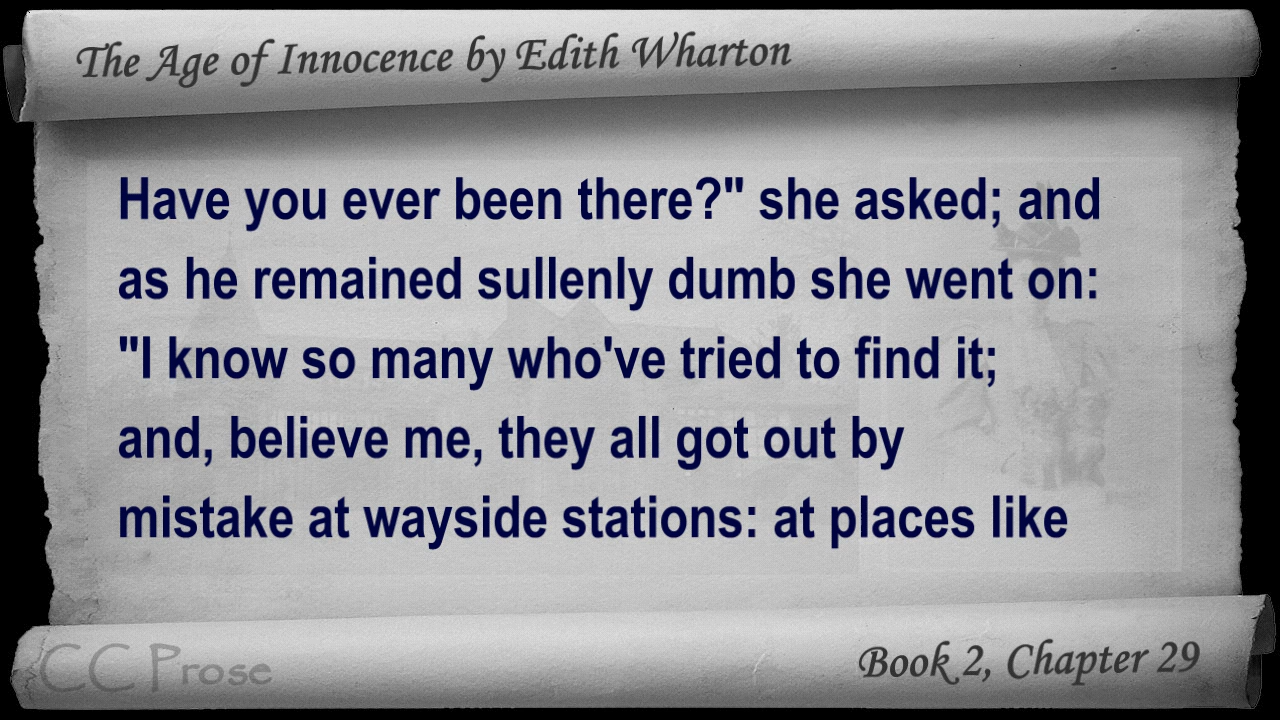 The Age of Innocence by Edith Wharton
Have you ever been there?" she asked; and
as he remained sullenly dumb she went on:
"I know so many who've tried to find it;
and, believe me, they all got out by
mistake at wayside stations: at places like
CC Prose
Book 2, Chapter 29